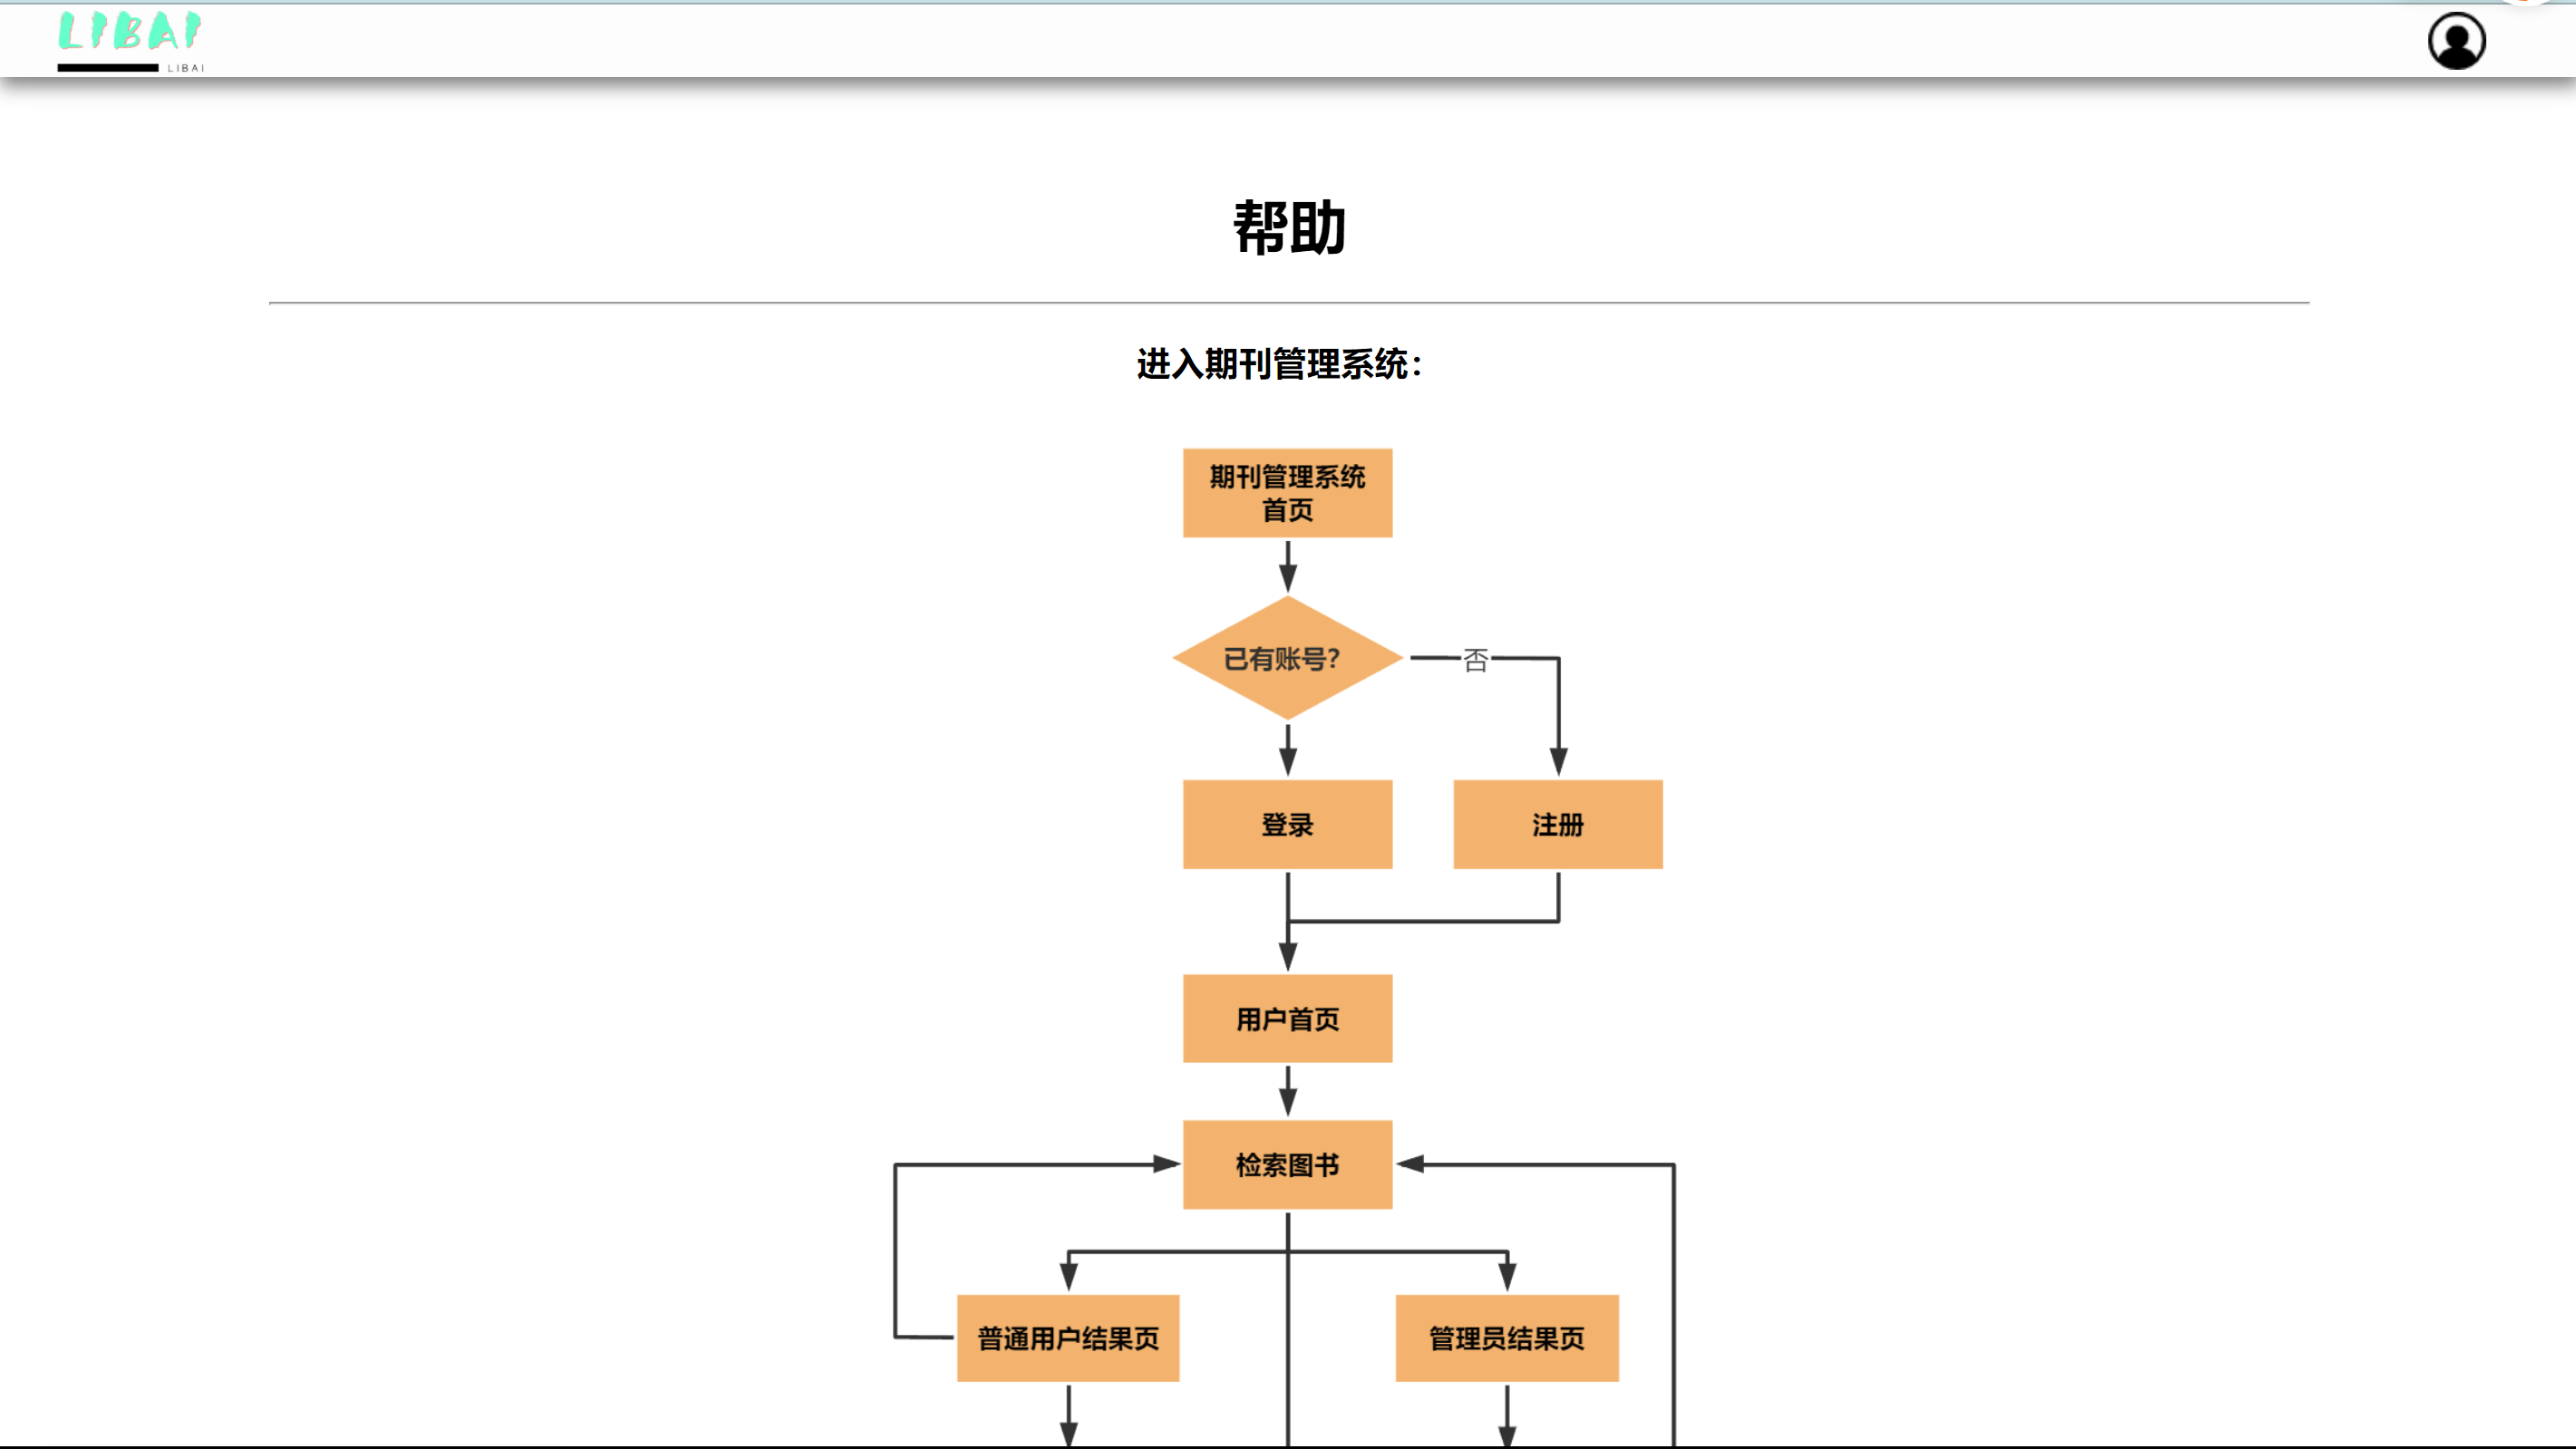 LIBAI
LIBAI
帮助
进入期刊管理系统：
期刊管理系统
首页
已有账号?
否
登录
注册
用户首页
检索图书
普通用户结果页
管理员结果页